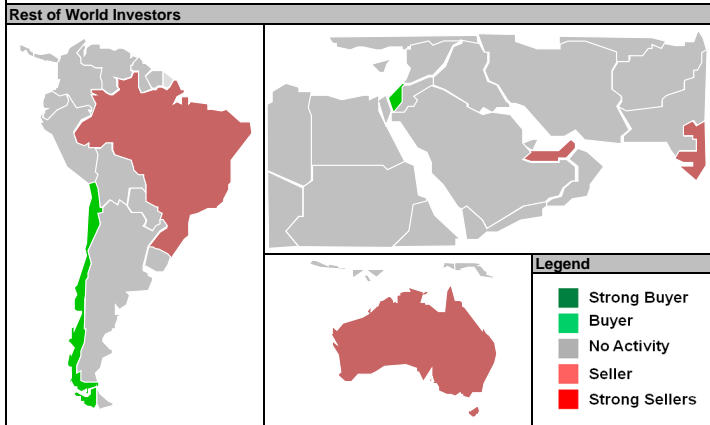 Rest of World Investors
Legend
Strong Buyer
Buyer
No Activity
Seller
Strong Sellers